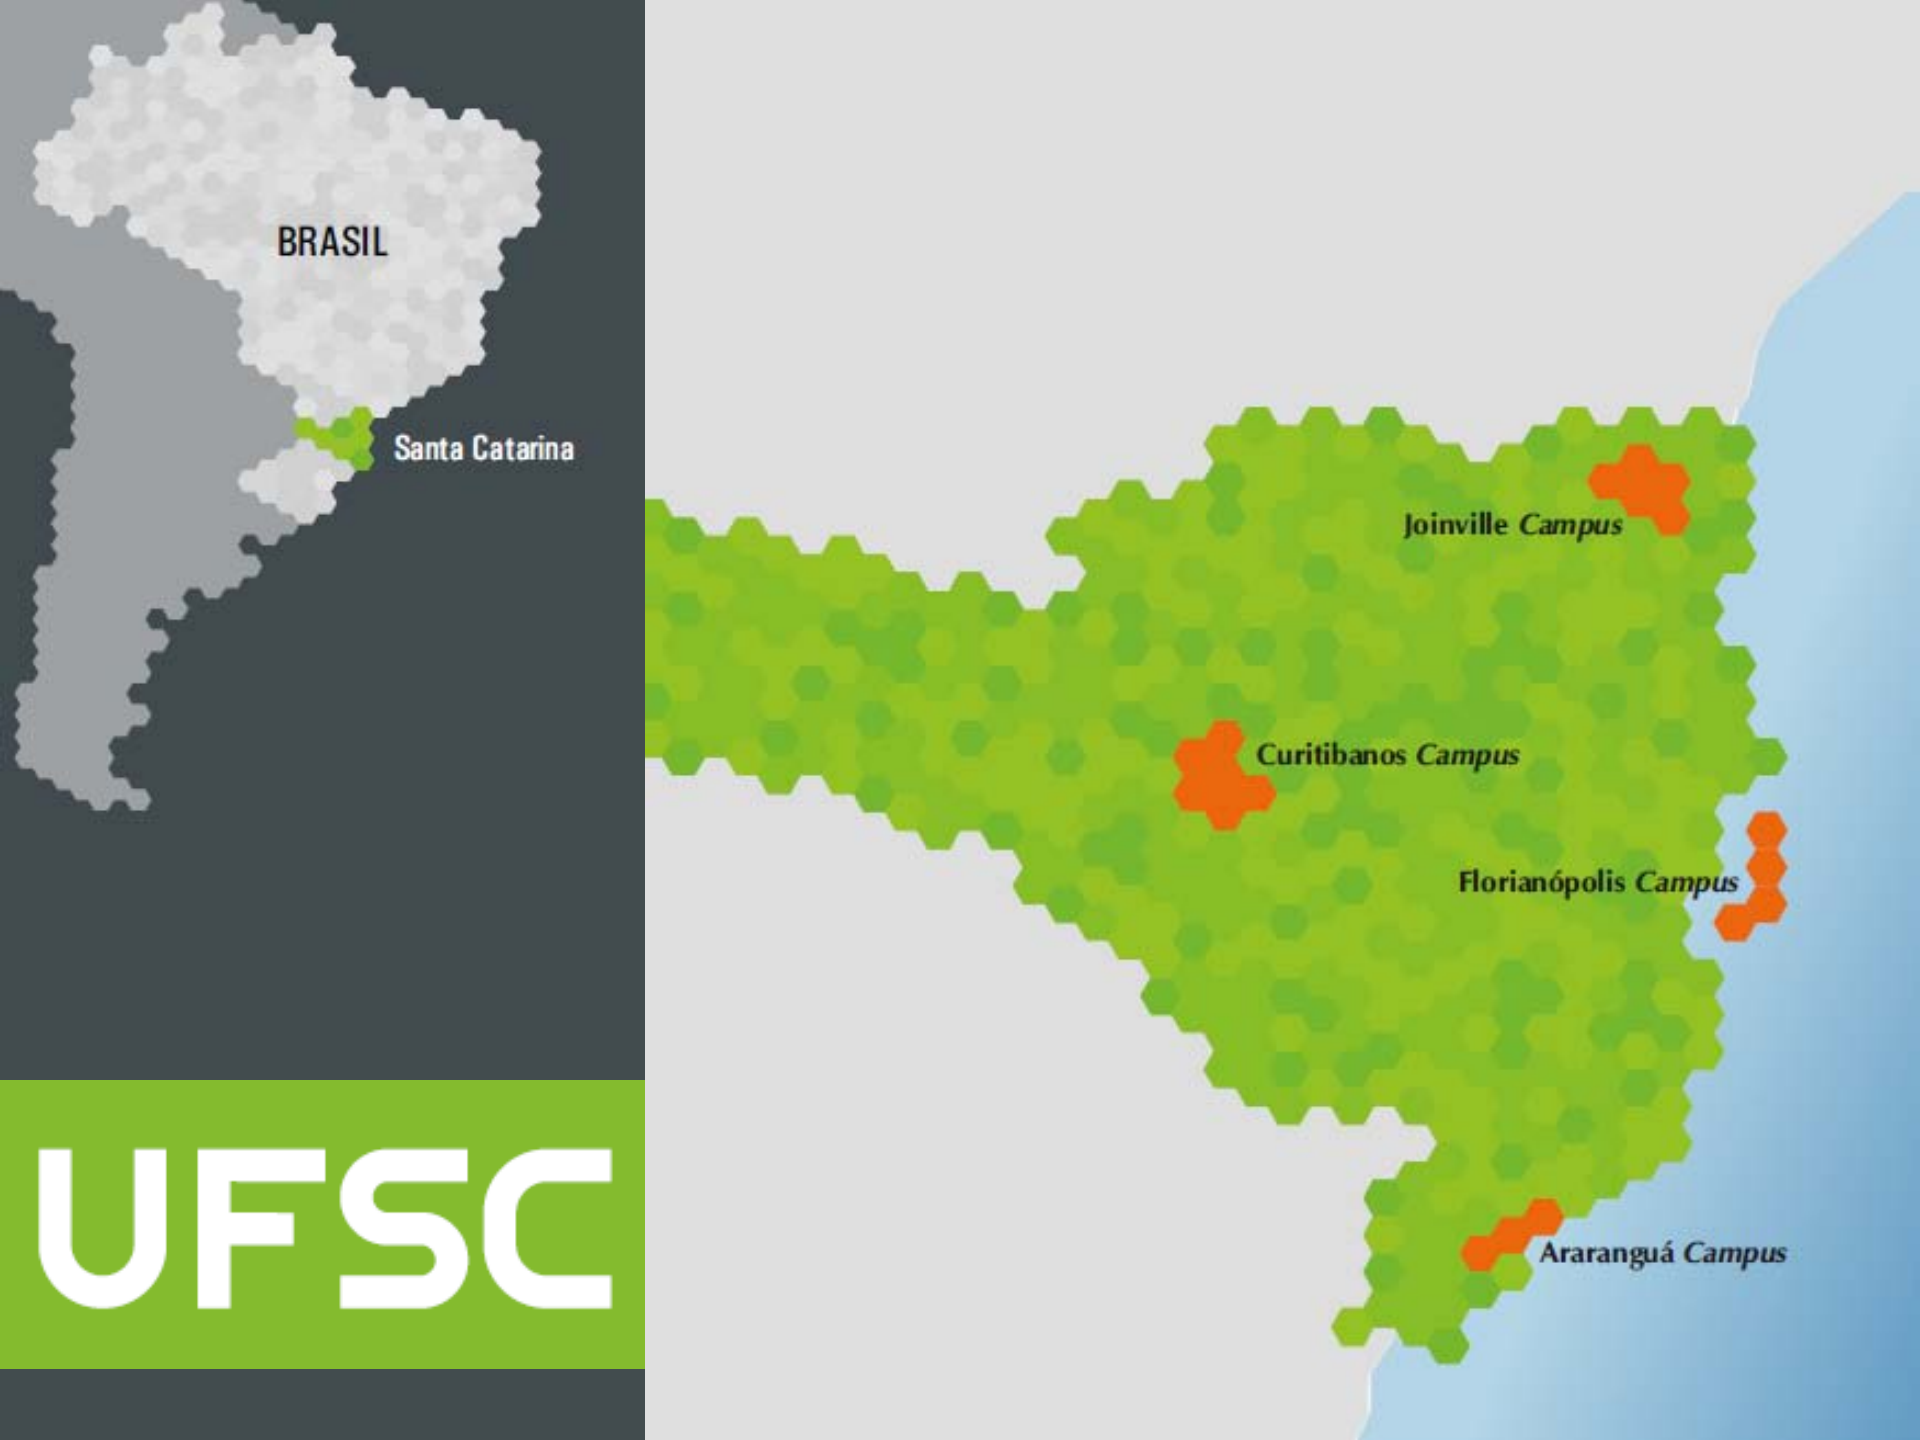 BRASIL
Santa Catarina
UFSC
Joinville Campus
Curitibanos Campus
Florianópolis Campus
Araranguá Campus